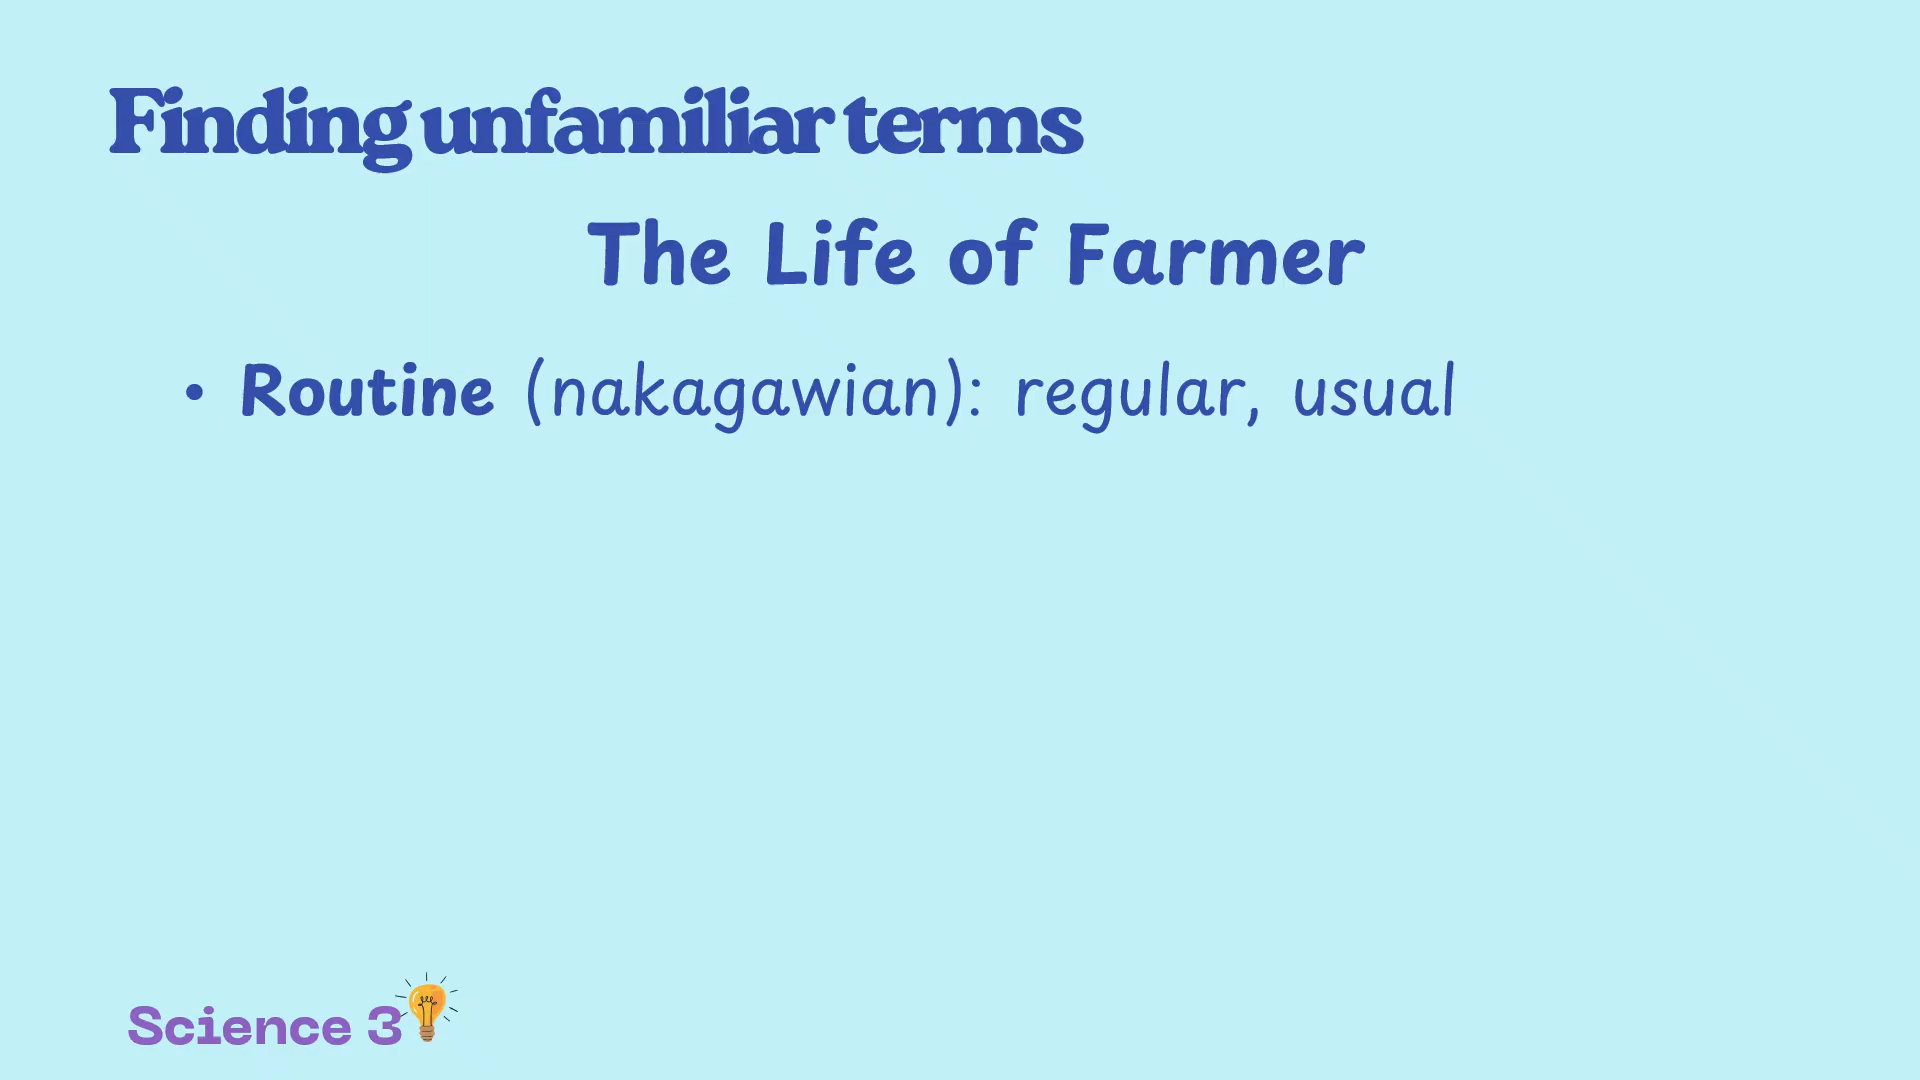 Finding unfamiliar terms
The Life of Farmer
• Routine (nakagawian): regular, usual
Science 3